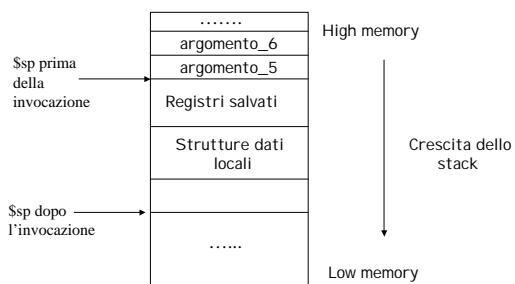 …….
argomento_6
argomento_5
Registri salvati
Strutture dati
locali
…...
$sp prima
della
invocazione
$sp dopo
l’invocazione
High memory
Crescita dello
stack
Low memory